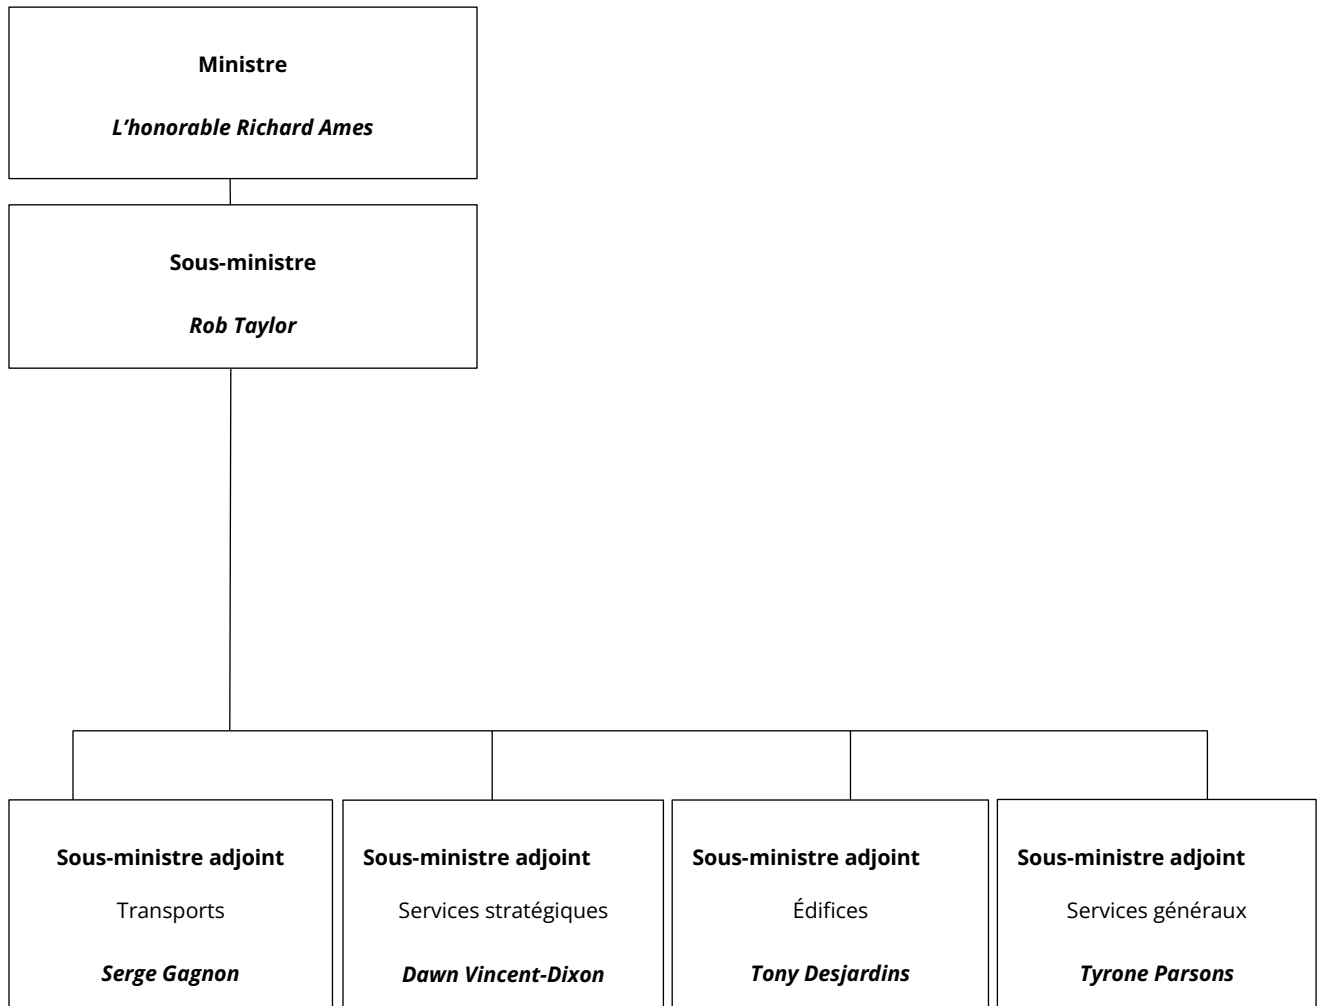 Ministre
L’honorable Richard Ames
Sous-ministre
Rob Taylor
Sous-ministre adjoint
Transports
Serge Gagnon
Sous-ministre adjoint
Services stratégiques
Dawn Vincent-Dixon
Sous-ministre adjoint
Édifices
Tony Desjardins
Sous-ministre adjoint
Services généraux
Tyrone Parsons